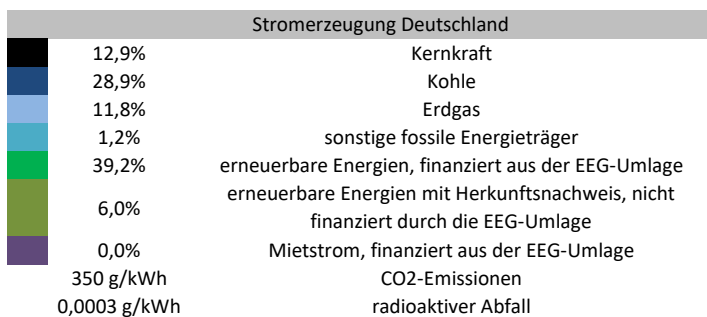 Stromerzeugung Deutschland
12,9% Kernkraft
28,9% Kohle
11,8% Erdgas
1,2% sonstige fossile Energieträger
39,2% erneuerbare Energien, finanziert aus der EEG-Umlage
6,0% erneuerbare Energien mit Herkunftsnachweis, nicht
finanziert durch die EEG-Umlage
0,0% Mietstrom, finanziert aus der EEG-Umlage
350 g/kWh CO2-Emissionen
0,0003 g/kWh radioaktiver Abfall